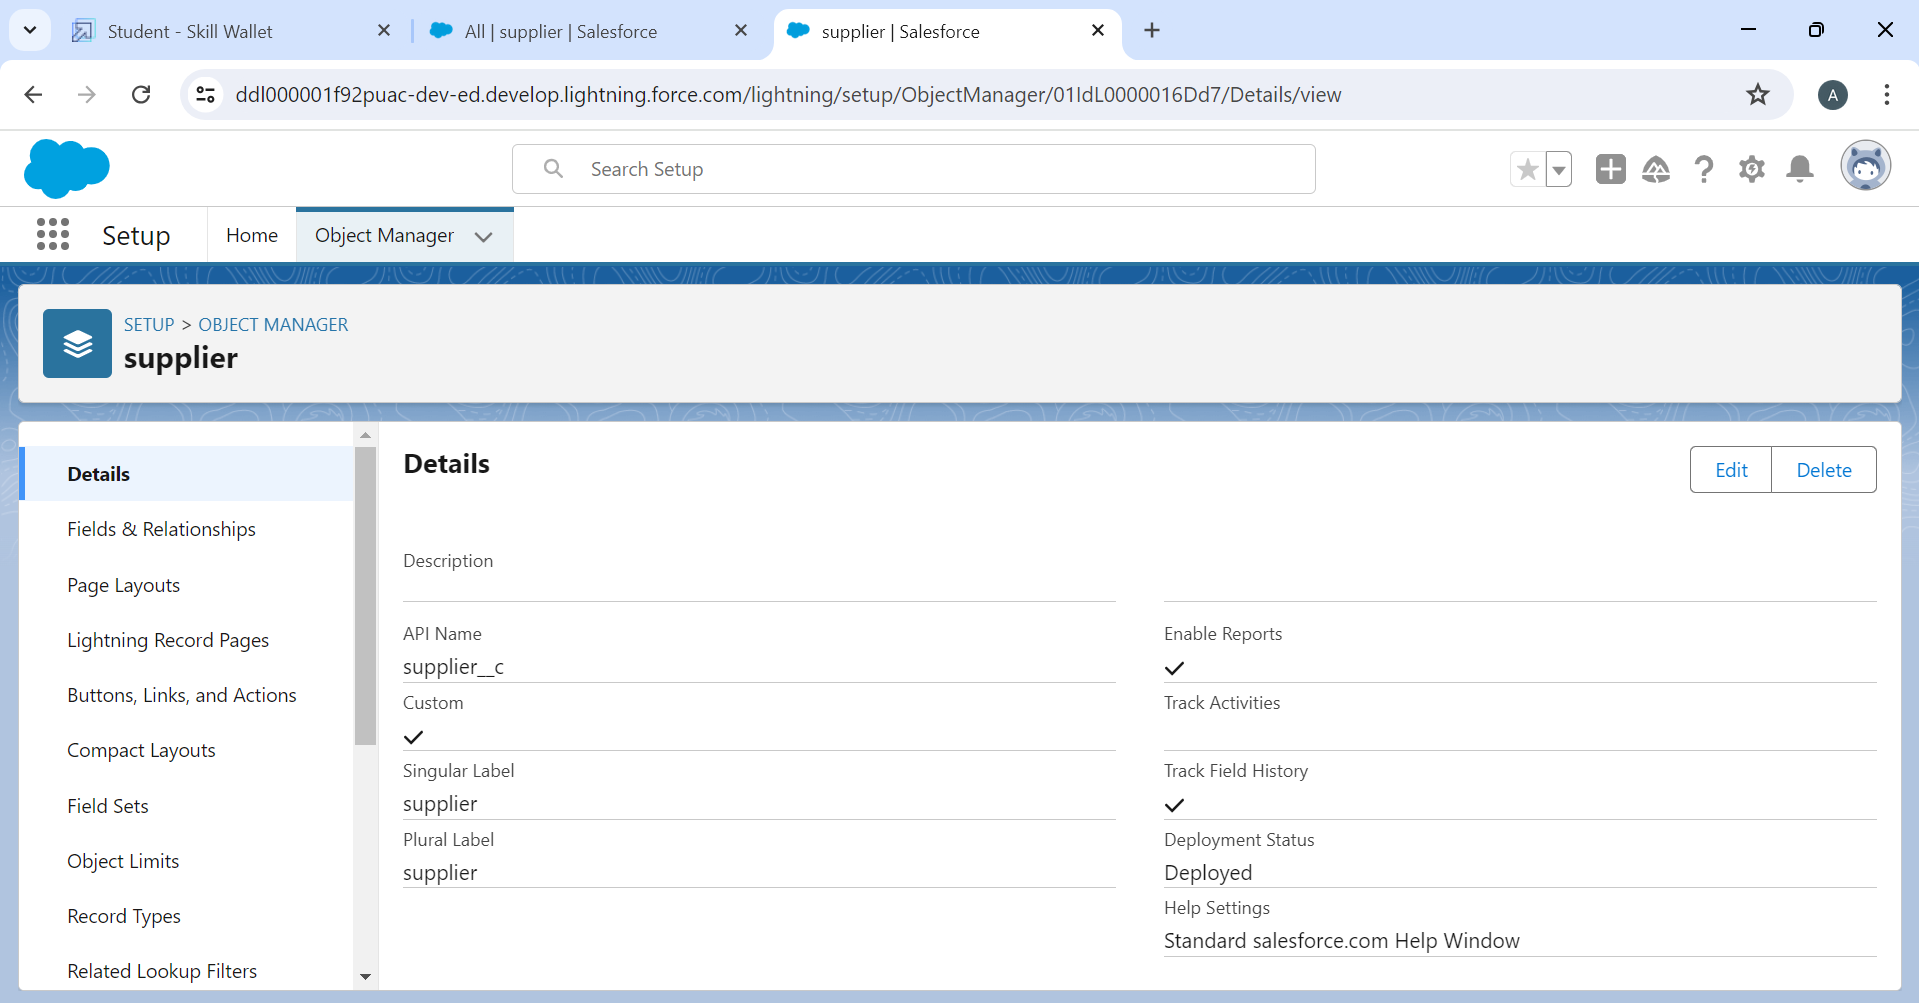 Student - Skill Wallet
All | supplier | Salesforce
supplier | Salesforce
ddl000001f92puac-dev-ed.develop.lightning.force.com/lightning/setup/ObjectManager/01IdL0000016Dd7/Details/view
A
Search Setup
Setup
Home
Object Manager
SETUP > OBJECT MANAGER
supplier
Details
Fields & Relationships
Page Layouts
Lightning Record Pages
Buttons, Links, and Actions
Compact Layouts
Field Sets
Object Limits
Record Types
Related Lookup Filters
Details
Edit
Delete
Description
API Name
supplier__c
Custom
Singular Label
supplier
Plural Label
supplier
Enable Reports
Track Activities
Track Field History
Deployment Status
Deployed
Help Settings
Standard salesforce.com Help Window